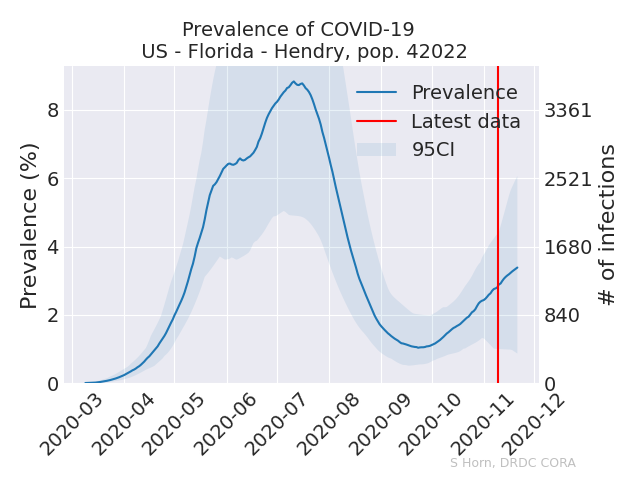 Prevalence of COVID-19
US - Florida - Hendry, pop. 42022
Prevalence (%)
8
6
4
2
0
Prevalence
Latest data
95CI
3361
2521
1680
840
0
# of infections
2020-03
2020-04
2020-05
2020-06
2020-07
2020-08
2020-09
2020-10
2020-11
2020-12
S Horn, DRDC CORA